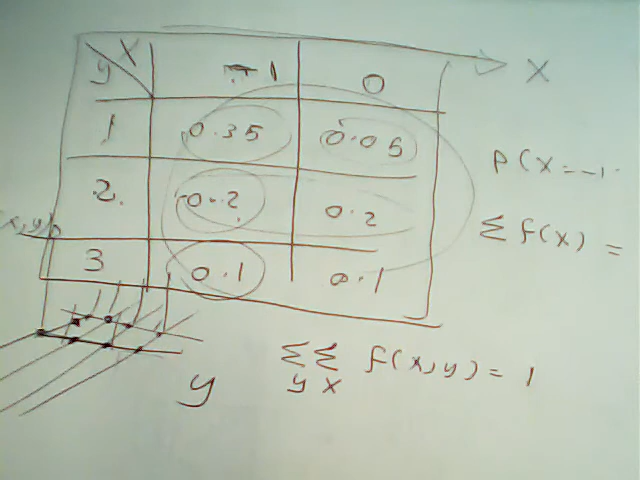 X
y X -1 0
1 0.35 0.05
P(X=-1
2. 0.2 0.2
Σ f(x) =
x,y)
3 0.1 0.1
ΣΣ f(x,y) = 1
y x
y